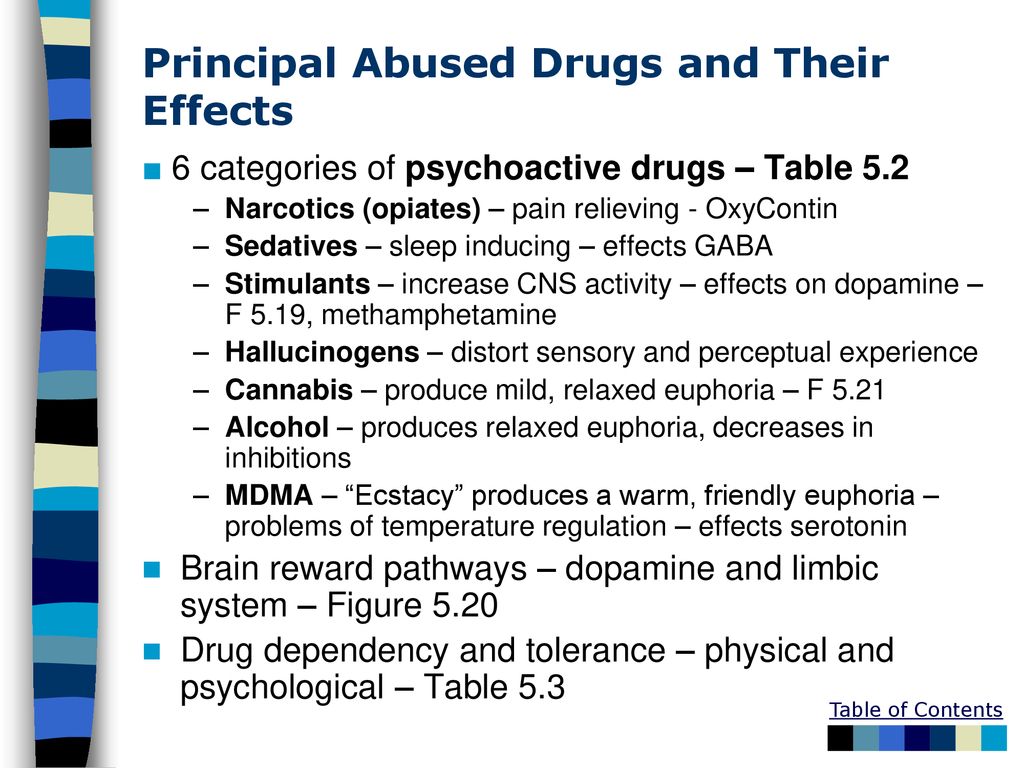 Principal Abused Drugs and Their
Effects
■ 6 categories of psychoactive drugs – Table 5.2
– Narcotics (opiates) – pain relieving - OxyContin
– Sedatives – sleep inducing – effects GABA
– Stimulants – increase CNS activity – effects on dopamine –
F 5.19, methamphetamine
– Hallucinogens – distort sensory and perceptual experience
– Cannabis – produce mild, relaxed euphoria – F 5.21
– Alcohol – produces relaxed euphoria, decreases in
inhibitions
– MDMA – “Ecstacy” produces a warm, friendly euphoria –
problems of temperature regulation – effects serotonin
■ Brain reward pathways – dopamine and limbic
system – Figure 5.20
■ Drug dependency and tolerance – physical and
psychological – Table 5.3
Table of Contents